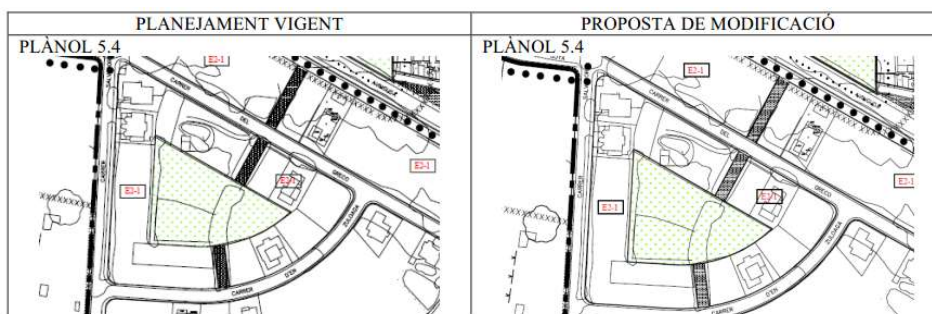 PLANEJAMENT VIGENT
PROPOSTA DE MODIFICACIÓ
PLÀNOL 5.4
E2-1
CARRER
DEL
GRECO
E2-1
E2-1
E2-1
CARRER
ZULOAGA
D'EN
CARRER
PLÀNOL 5.4
E2-1
CARRER
DEL
GRECO
E2-1
E2-1
E2-1
CARRER
ZULOAGA
D'EN
CARRER